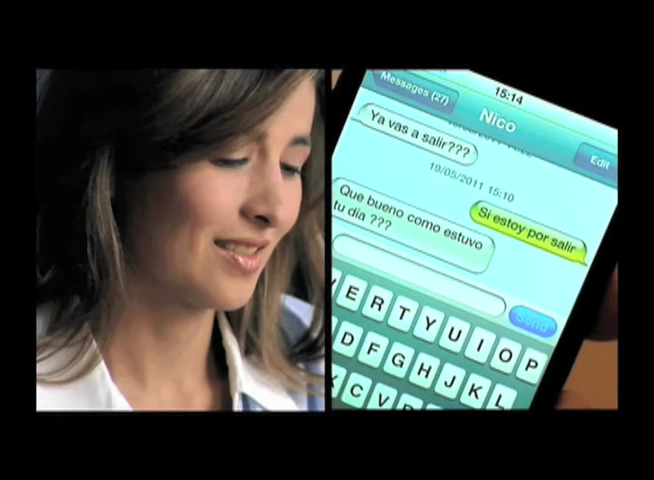 15:14
Messages (27)
Nico
Edit
Ya vas a salir???
19/05/2011 15:10
Si estoy por salir
Que bueno como estuvo
tu dia ???
Send
E R T Y U I O P
D F G H J K L
C V